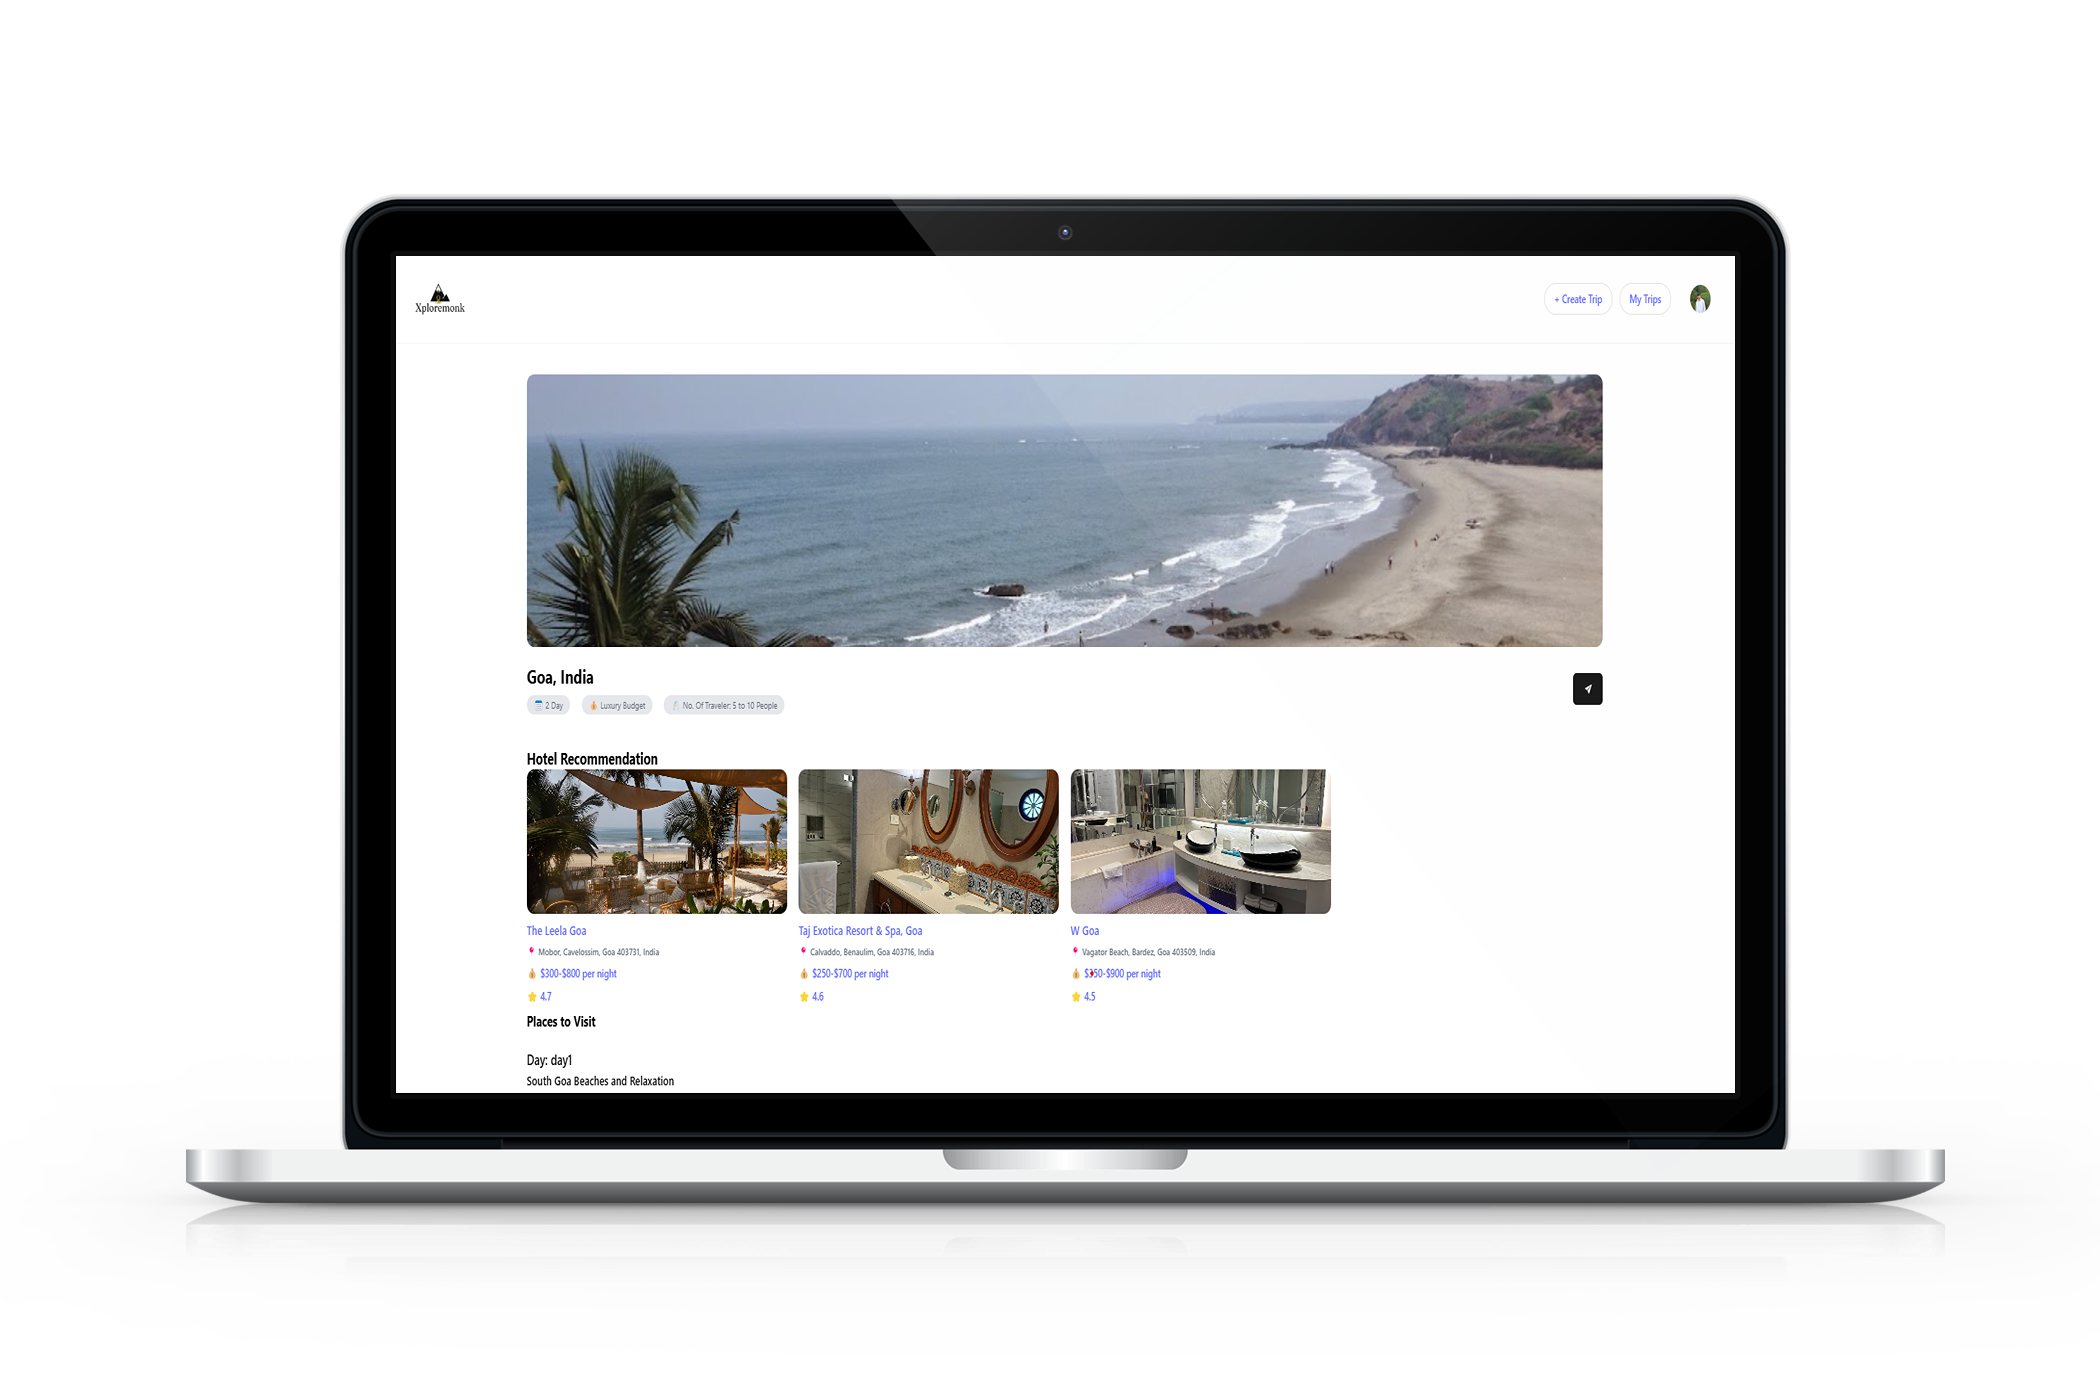 Xploremonk
+ Create Trip
My Trips
Goa, India
2 Day
Luxury Budget
No. Of Traveler: 5 to 10 People
Hotel Recommendation
The Leela Goa
Mobor, Cavelossim, Goa 403731, India
$300-$800 per night
4.7
Taj Exotica Resort & Spa, Goa
Calvaddo, Benaulim, Goa 403716, India
$250-$700 per night
4.6
W Goa
Vagator Beach, Bardez, Goa 403509, India
$350-$900 per night
4.5
Places to Visit
Day: day1
South Goa Beaches and Relaxation